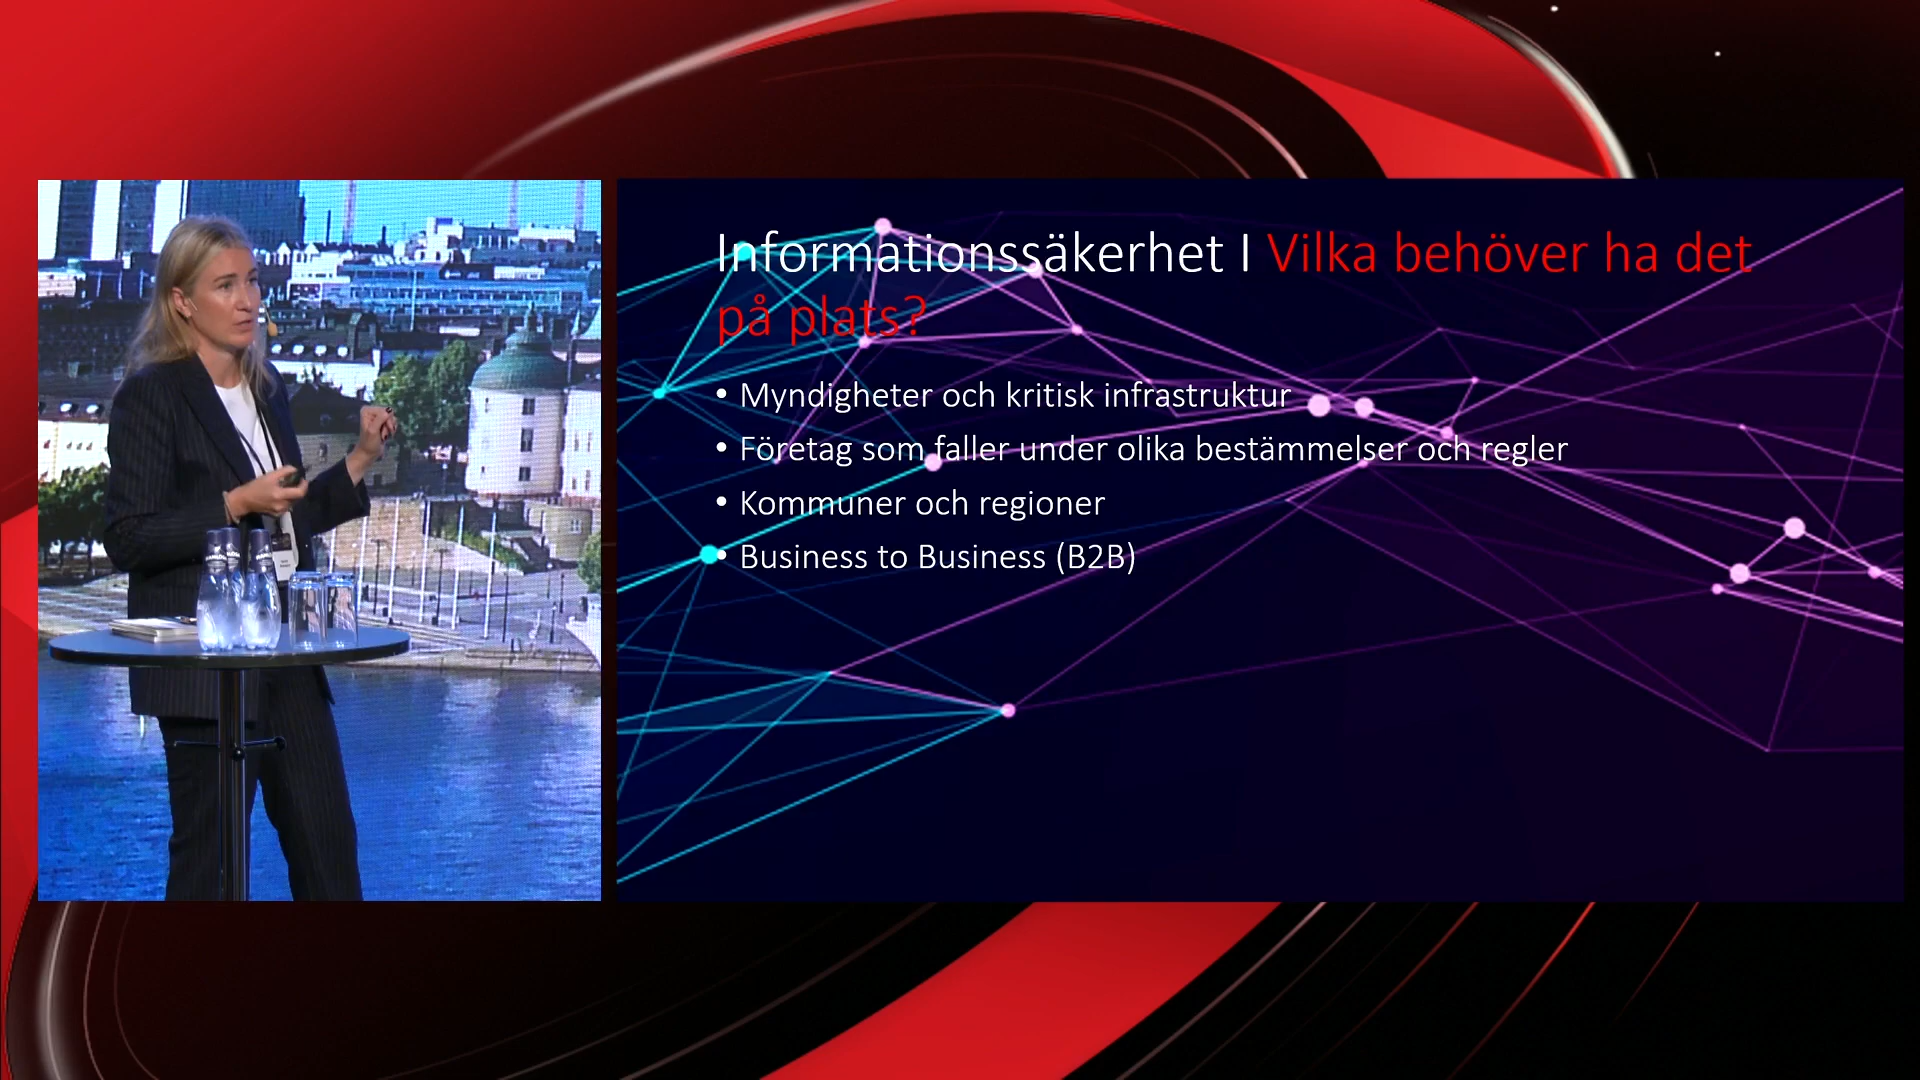 Informationssäkerhet I Vilka behöver ha det
på plats?
• Myndigheter och kritisk infrastruktur
• Företag som faller under olika bestämmelser och regler
• Kommuner och regioner
• Business to Business (B2B)